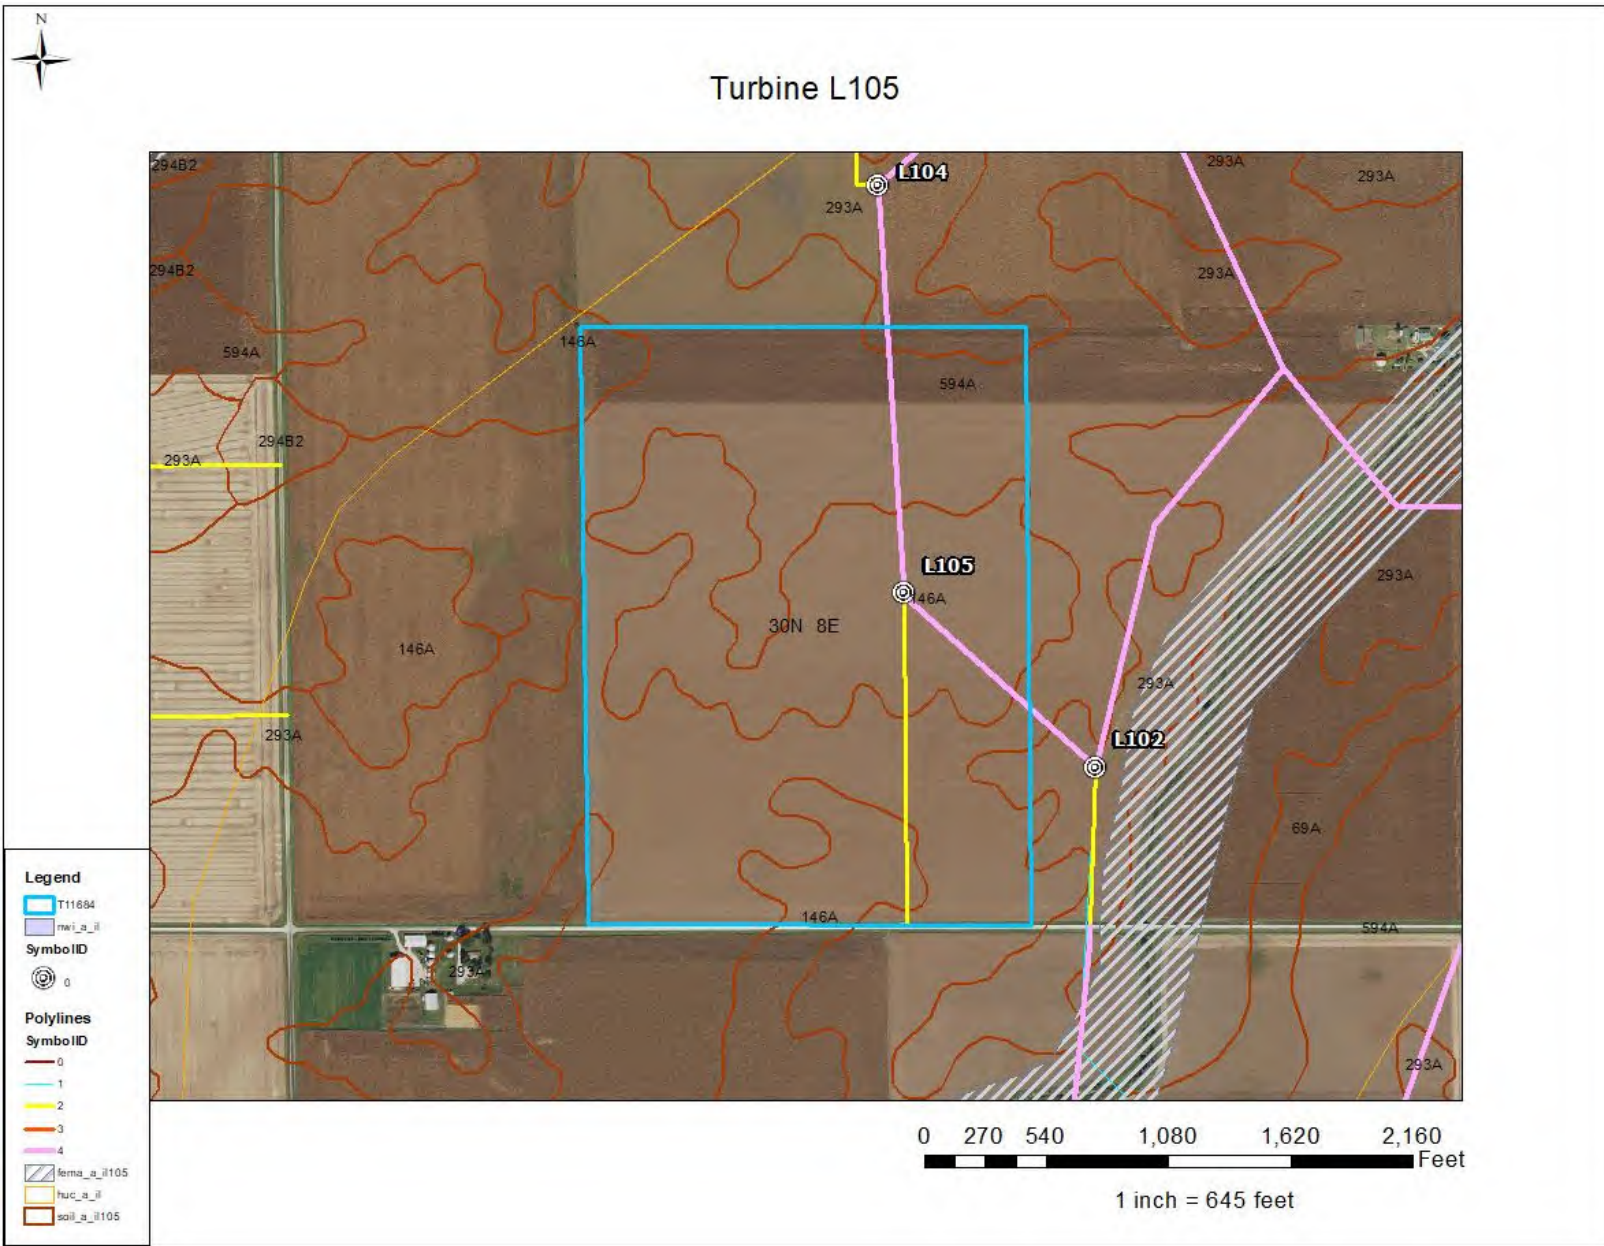 N
Turbine L105
294B2
293A
293A
L104
293A
294B2
293A
146A
594A
594A
294B2
293A
L105
293A
146A
30N 8E
146A
293A
293A
L102
69A
146A
594A
293A
293A
Legend
T11684
nwi_a_il
SymbolID
0
Polylines
SymbolID
0
1
2
3
4
fema_a_il105
huc_a_il
soil_a_il105
0 270 540 1,080 1,620 2,160
Feet
1 inch = 645 feet